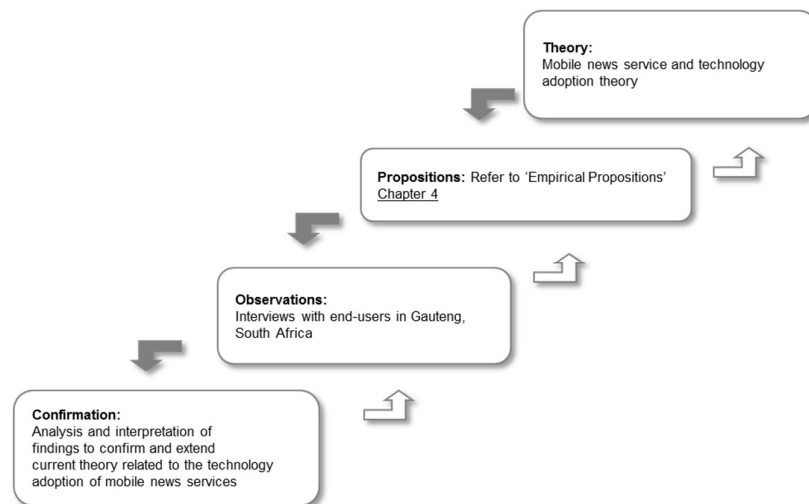 Theory:
Mobile news service and technology
adoption theory
Propositions: Refer to ‘Empirical Propositions’
Chapter 4
Observations:
Interviews with end-users in Gauteng,
South Africa
Confirmation:
Analysis and interpretation of
findings to confirm and extend
current theory related to the technology
adoption of mobile news services